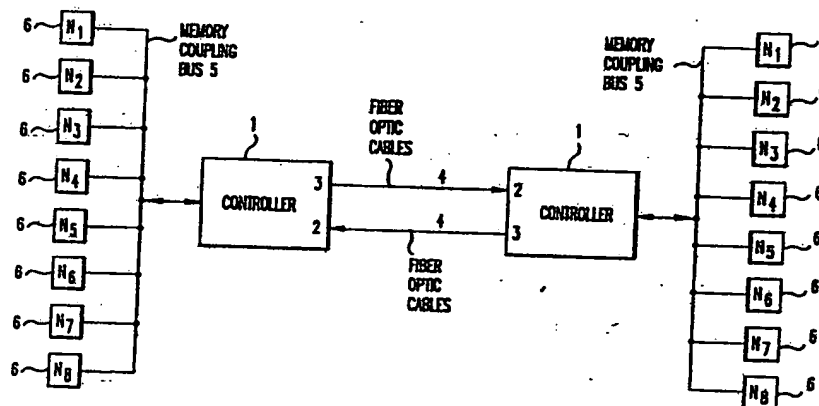 6 N1
6 N2
6 N3
6 N4
6 N5
6 N6
6 N7
6 N8
MEMORY
COUPLING
BUS 5
1
CONTROLLER
3
2
FIBER
OPTIC
CABLES
4
4
FIBER
OPTIC
CABLES
1
2
CONTROLLER
3
MEMORY
COUPLING
BUS 5
N1
N2
N3 6
N4 6
N5 6
N6 6
N7 6
N8 6